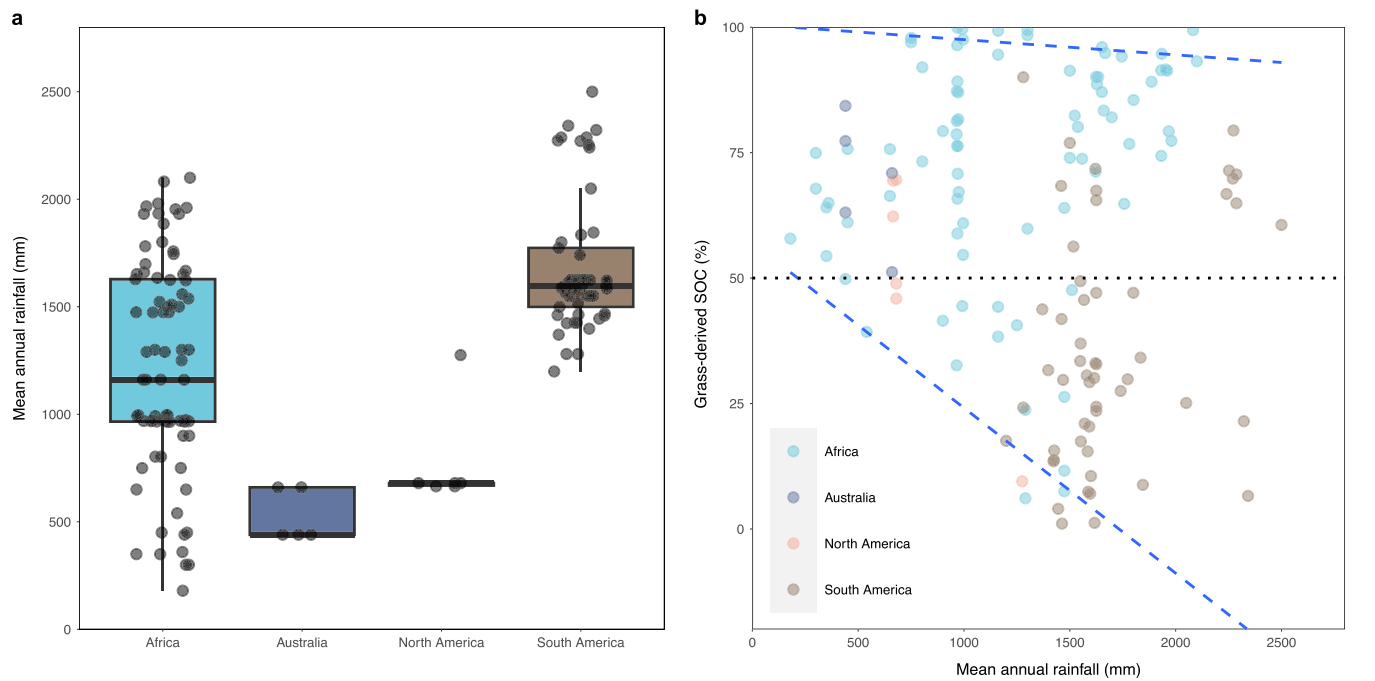 a
Mean annual rainfall (mm)
2500
2000
1500
1000
500
0
Africa
Australia
North America
South America
b
Grass-derived SOC (%)
100
75
50
25
0
Africa
Australia
North America
South America
0
500
1000
1500
2000
2500
Mean annual rainfall (mm)